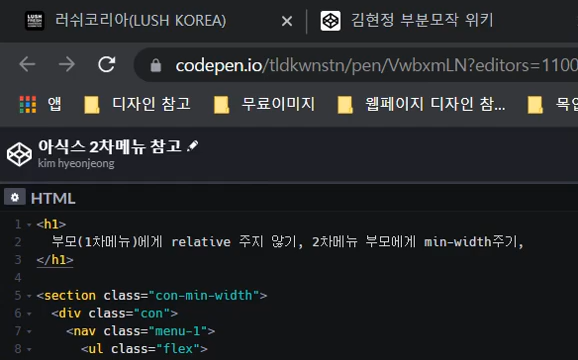 LUSH
FRESH
러쉬코리아(LUSH KOREA)
김현정 부분모작 위키
codepen.io/tldkwnstn/pen/VwbxmLN?editors=1100
앱
디자인 참고
무료이미지
웹페이지 디자인 참...
아식스 2차메뉴 참고
kim hyeonjeong
HTML
1 <h1>
2 부모(1차메뉴)에게 relative 주지 않기, 2차메뉴 부모에게 min-width주기,
3 </h1>
4
5 <section class="con-min-width">
6 <div class="con">
7 <nav class="menu-1">
8 <ul class="flex">